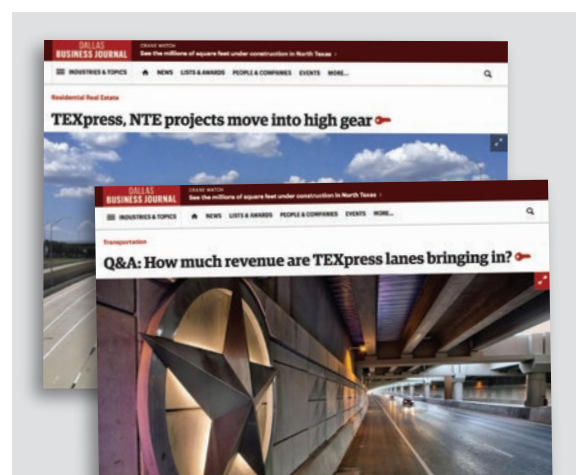 DALLAS
BUSINESS JOURNAL
CRANE WATCH
See the millions of square feet under construction in North Texas ›
INDUSTRIES & TOPICS NEWS LISTS & AWARDS PEOPLE & COMPANIES EVENTS MORE...
Residential Real Estate
TEXpress, NTE projects move into high gear
DALLAS
BUSINESS JOURNAL
CRANE WATCH
See the millions of square feet under construction in North Texas ›
INDUSTRIES & TOPICS NEWS LISTS & AWARDS PEOPLE & COMPANIES EVENTS MORE...
Transportation
Q&A: How much revenue are TEXpress lanes bringing in?